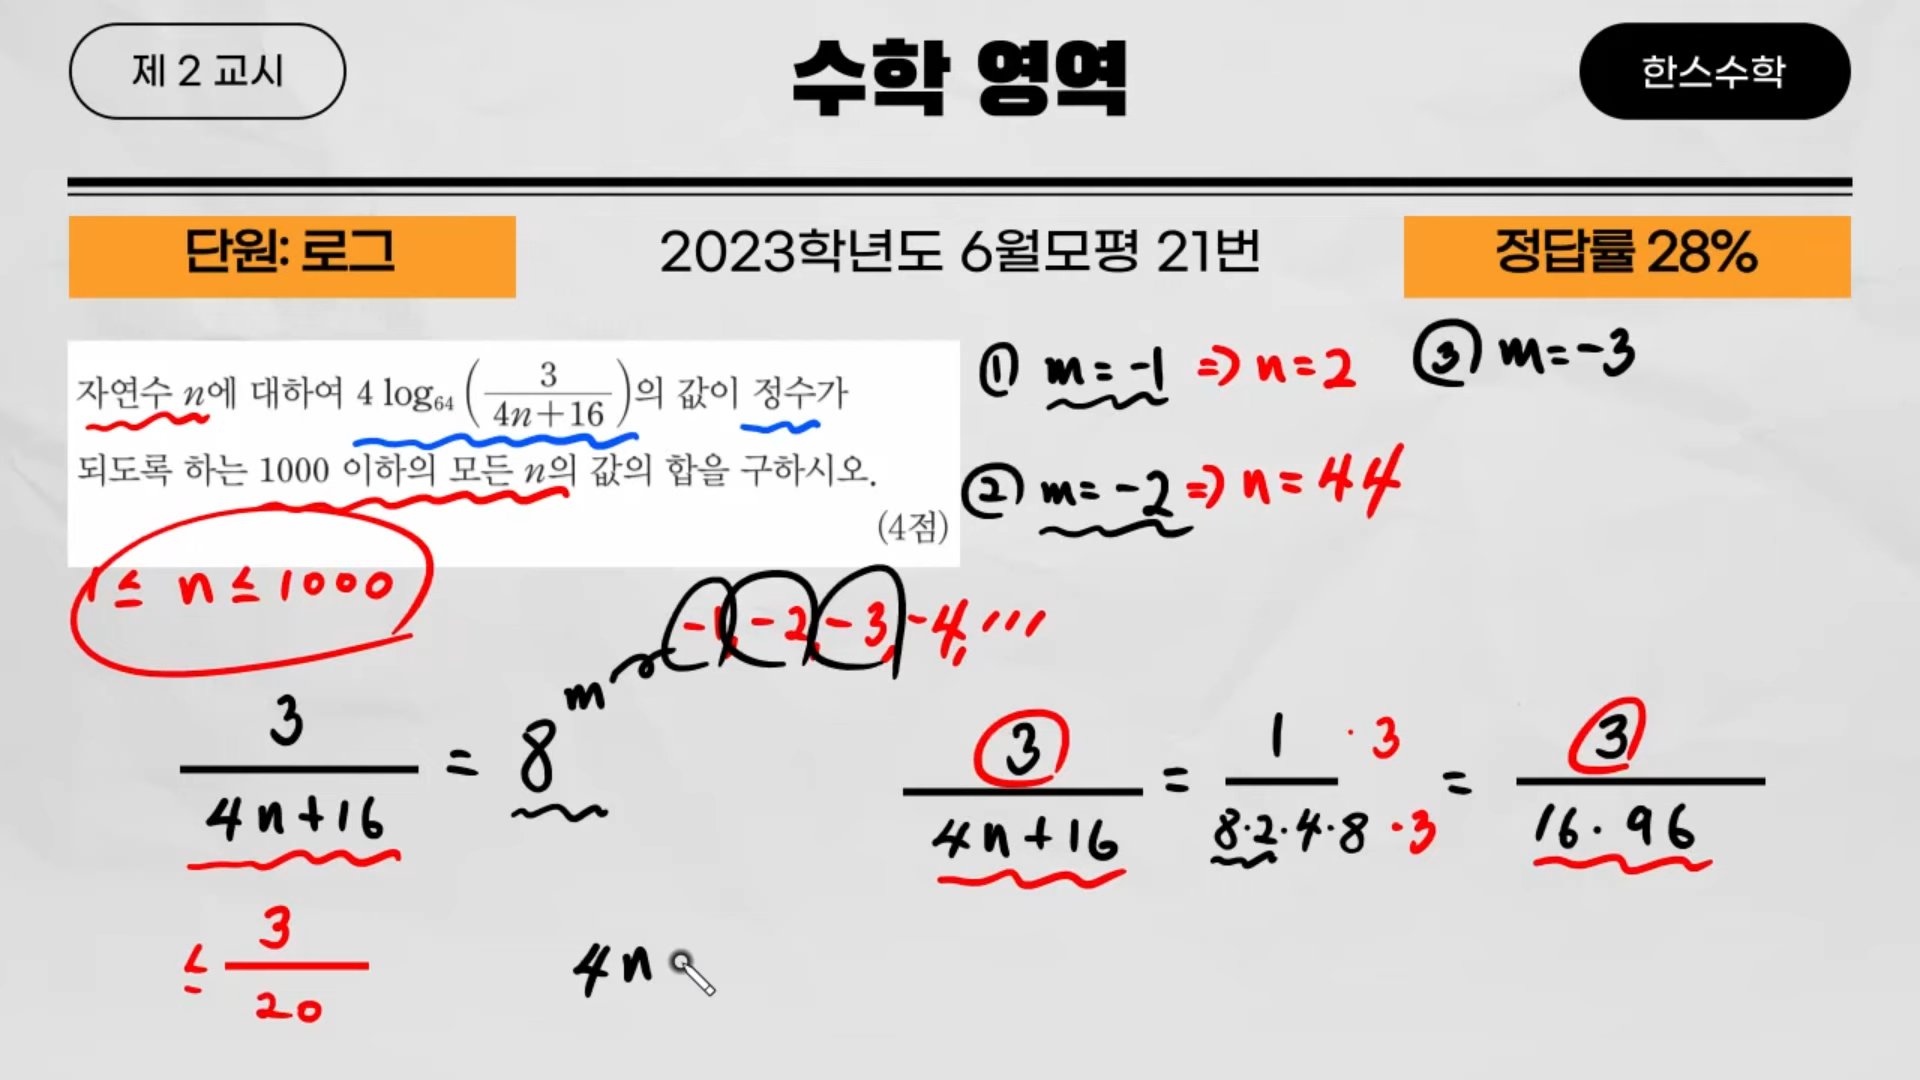 제 2 교시
수학 영역
한스수학
단원: 로그
2023학년도 6월모평 21번
정답률 28%
자연수 n에 대하여 4 log₆₄ (3/(4n+16))의 값이 정수가
되도록 하는 1000 이하의 모든 n의 값의 합을 구하시오.
(4점)
① m = -1 ⇒ n = 2
② m = -2 ⇒ n = 44
③ m = -3
1 ≤ n ≤ 1000
-1, -2, -3, -4, ...
3/(4n+16) = 8^m
≤ 3/20
4n
3/(4n+16) = 1 · 3/(8·2·4·8 · 3) = 3/(16 · 96)